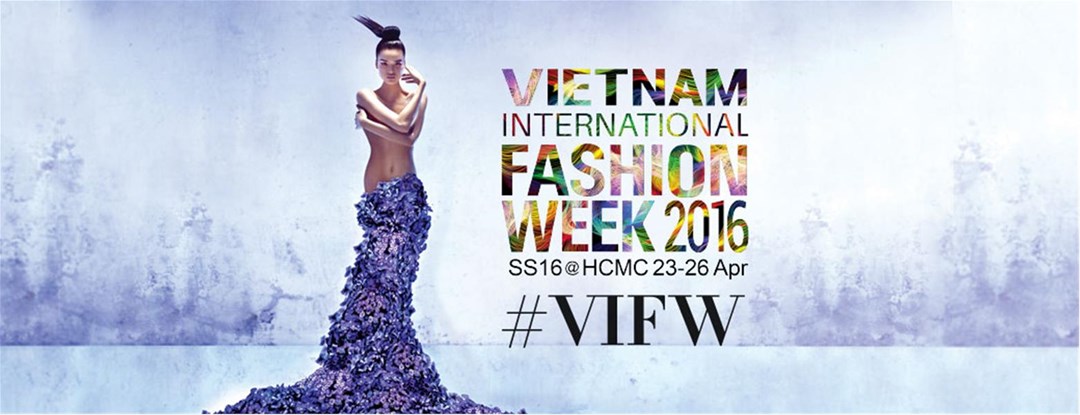 VIETNAM
INTERNATIONAL
FASHION
WEEK 2016
SS16@HCMC 23-26 Apr
#VIFW